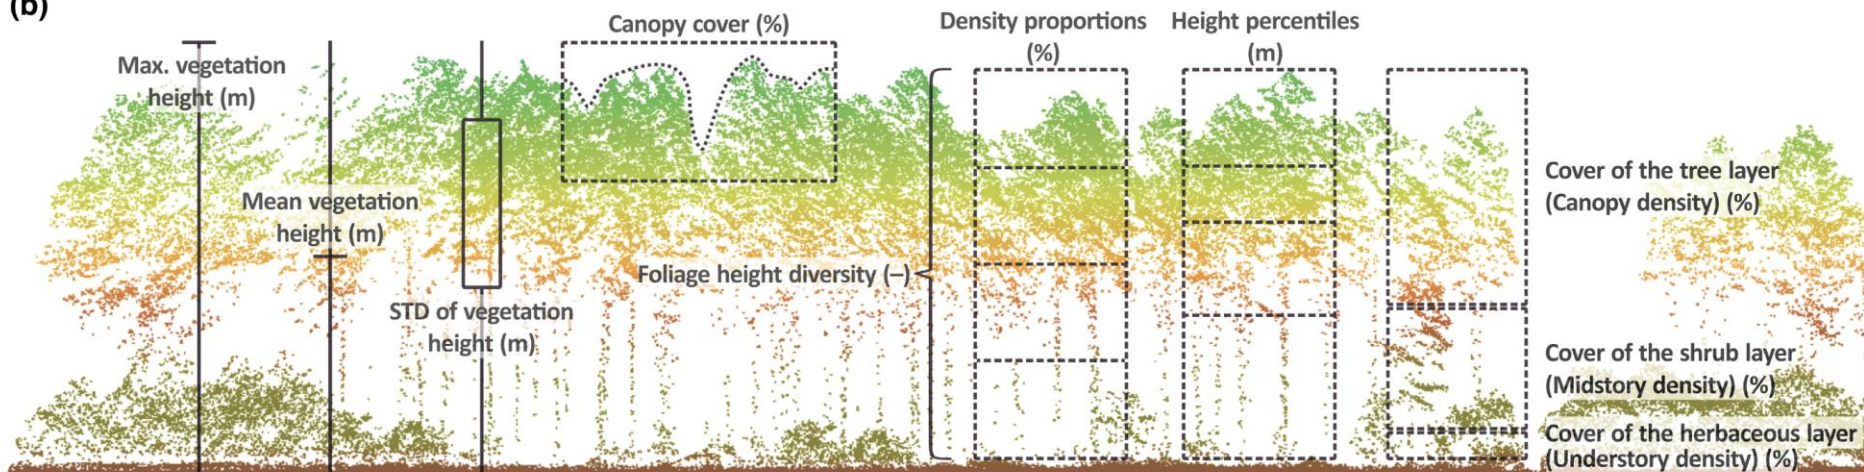 (b)
Max. vegetation
height (m)
Mean vegetation
height (m)
STD of vegetation
height (m)
Canopy cover (%)
Foliage height diversity (–)
Density proportions
(%)
Height percentiles
(m)
Cover of the tree layer
(Canopy density) (%)
Cover of the shrub layer
(Midstory density) (%)
Cover of the herbaceous layer
(Understory density) (%)